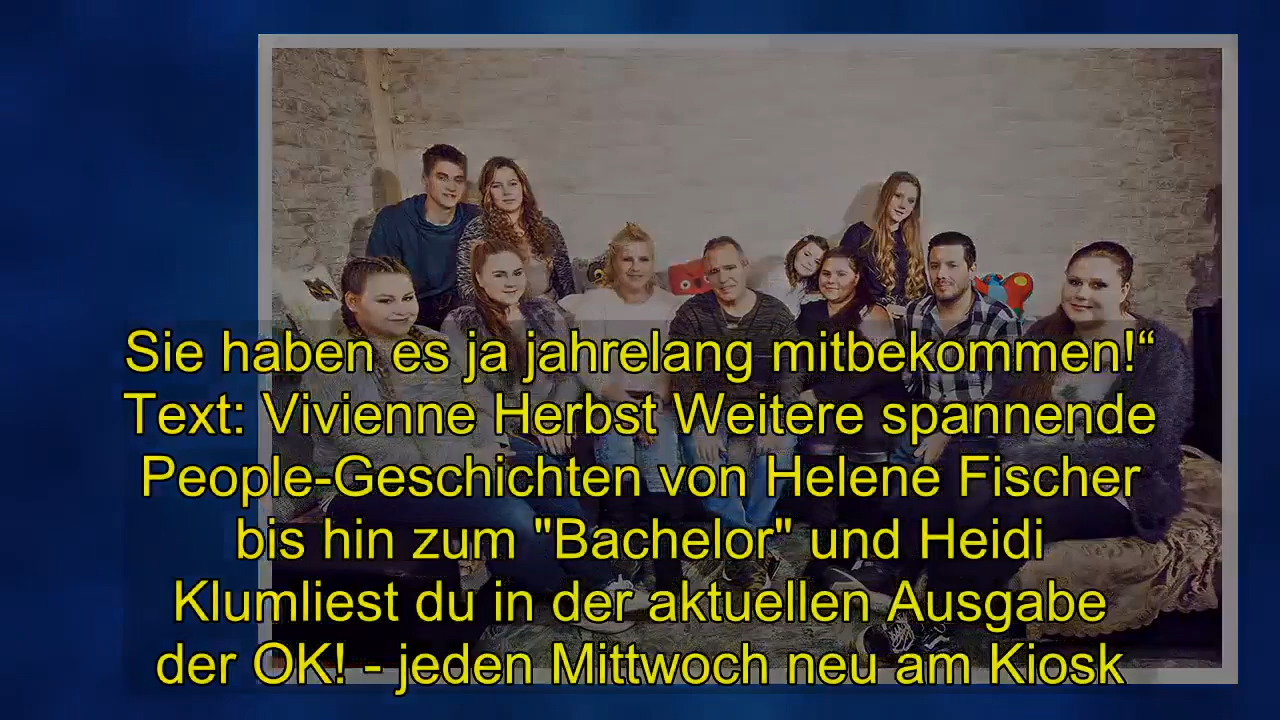 Sie haben es ja jahrelang mitbekommen!“
Text: Vivienne Herbst Weitere spannende
People-Geschichten von Helene Fischer
bis hin zum "Bachelor" und Heidi
Klumliest du in der aktuellen Ausgabe
der OK! - jeden Mittwoch neu am Kiosk